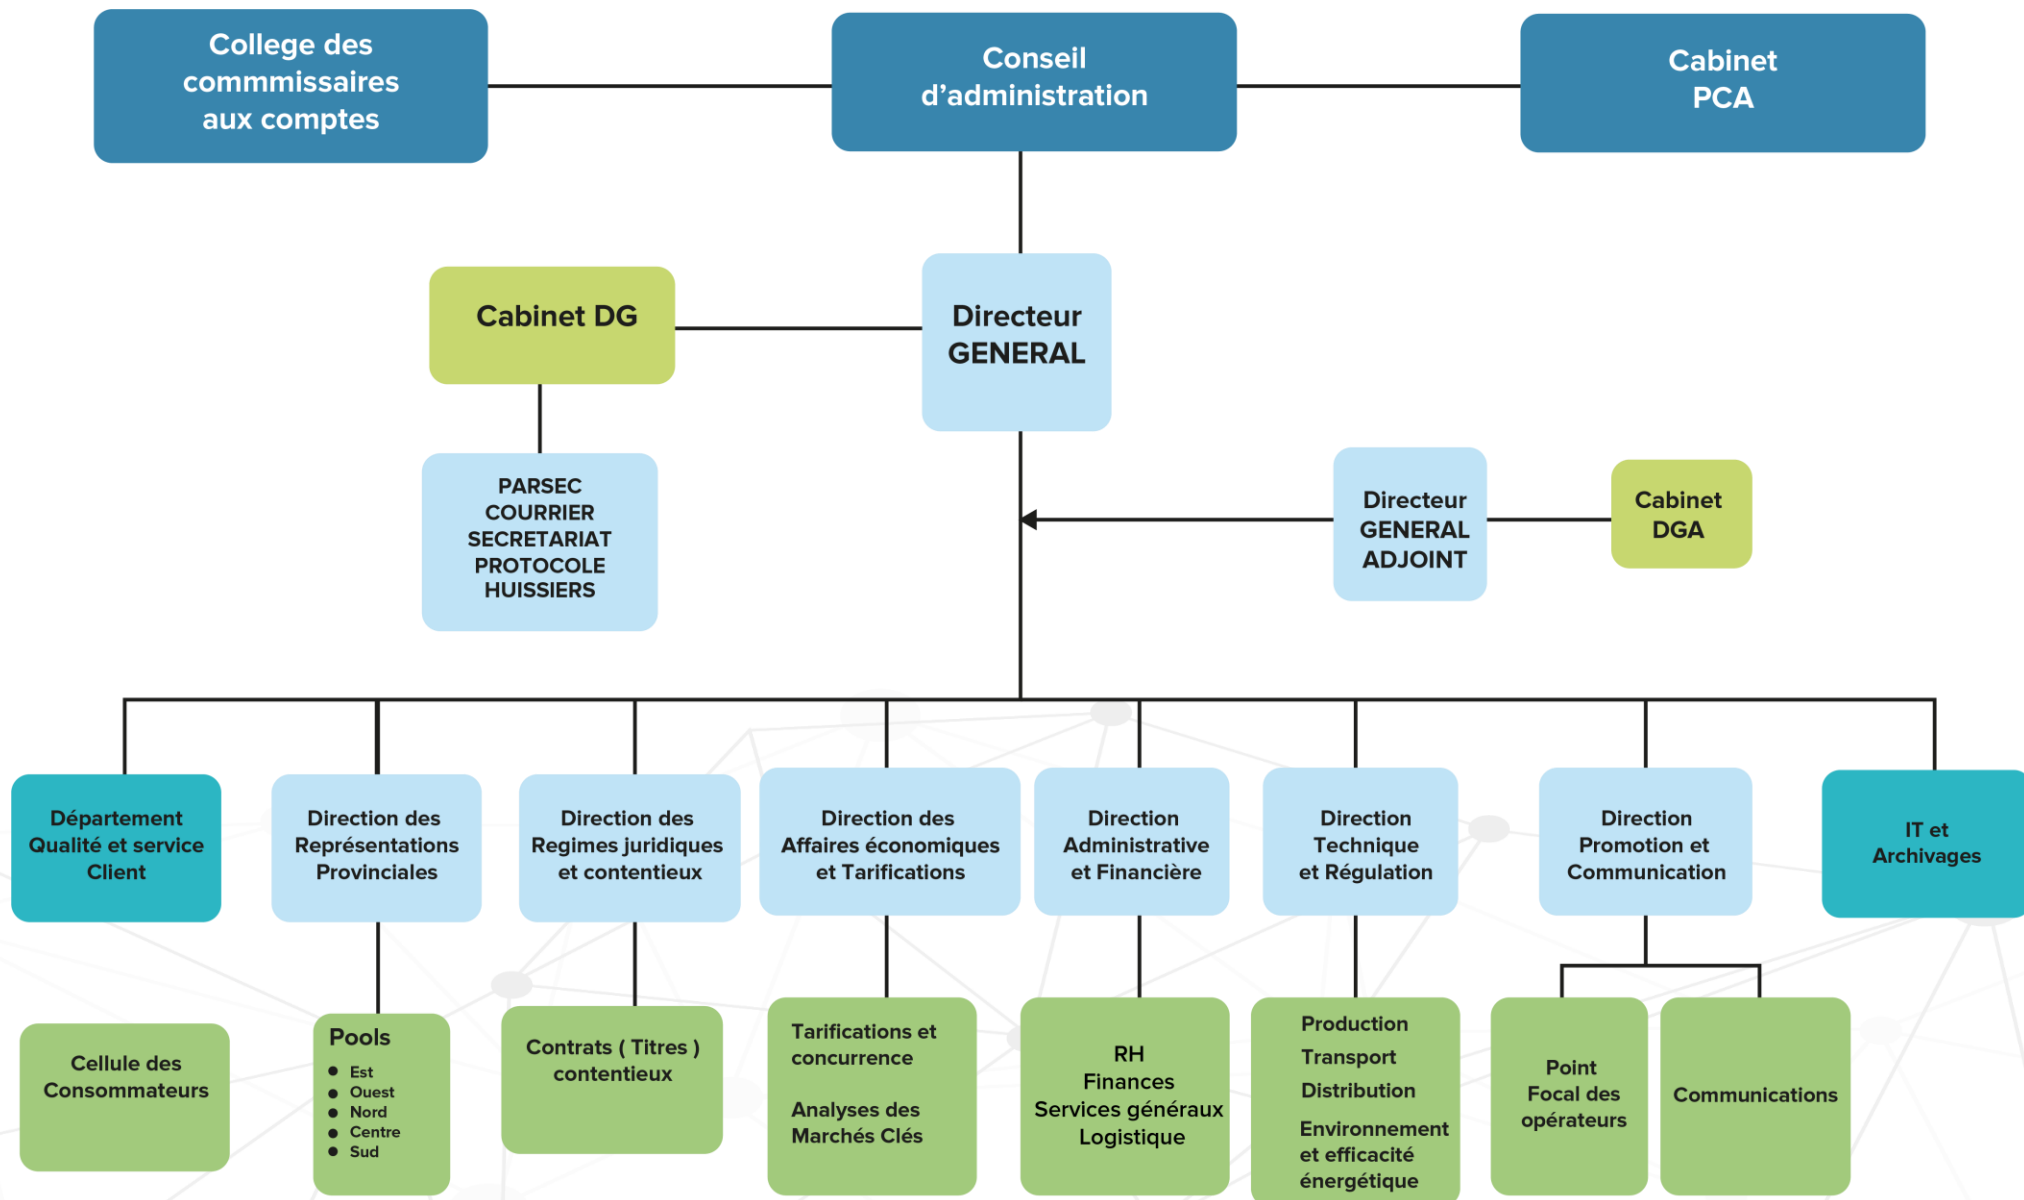 College des
commmissaires
aux comptes
Conseil
d’administration
Cabinet
PCA
Cabinet DG
Directeur
GENERAL
PARSEC
COURRIER
SECRETARIAT
PROTOCOLE
HUISSIERS
Directeur
GENERAL
ADJOINT
Cabinet
DGA
Département
Qualité et service
Client
Direction des
Représentations
Provinciales
Direction des
Regimes juridiques
et contentieux
Direction des
Affaires économiques
et Tarifications
Direction
Administrative
et Financière
Direction
Technique
et Régulation
Direction
Promotion et
Communication
IT et
Archivages
Cellule des
Consommateurs
Pools
Est
Ouest
Nord
Centre
Sud
Contrats ( Titres )
contentieux
Tarifications et
concurrence
Analyses des
Marchés Clés
RH
Finances
Services généraux
Logistique
Production
Transport
Distribution
Environnement
et efficacité
énergétique
Point
Focal des
opérateurs
Communications